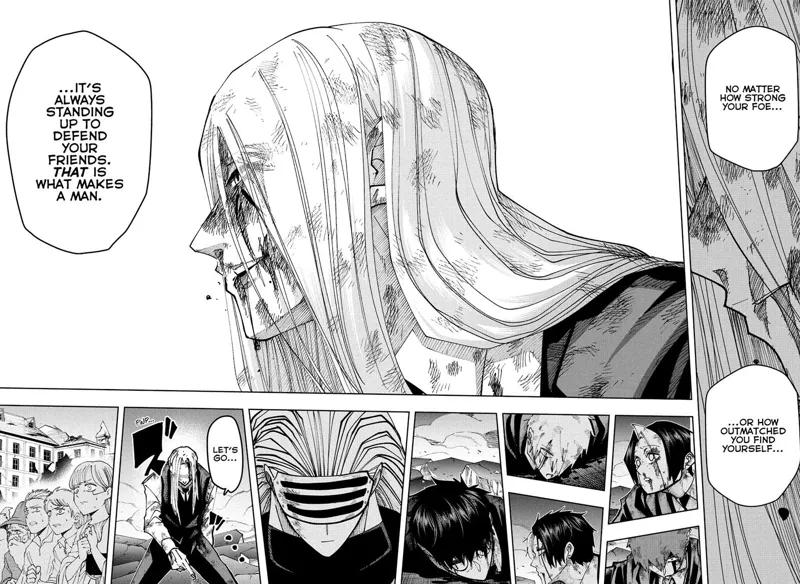 NO MATTER
HOW STRONG
YOUR FOE...
...OR HOW
OUTMATCHED
YOU FIND
YOURSELF...
...IT'S
ALWAYS
STANDING
UP TO
DEFEND
YOUR
FRIENDS.
THAT IS
WHAT MAKES
A MAN.
LET'S
GO...
FWP...